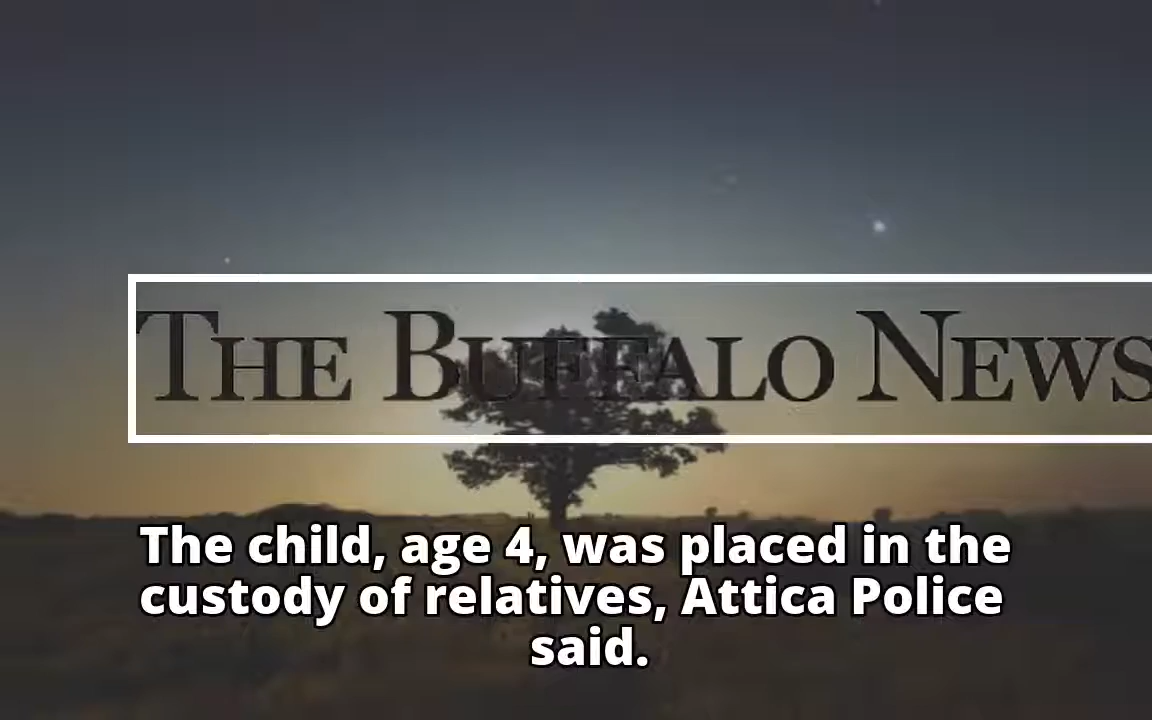 THE BUFFALO NEWS
The child, age 4, was placed in the
custody of relatives, Attica Police
said.